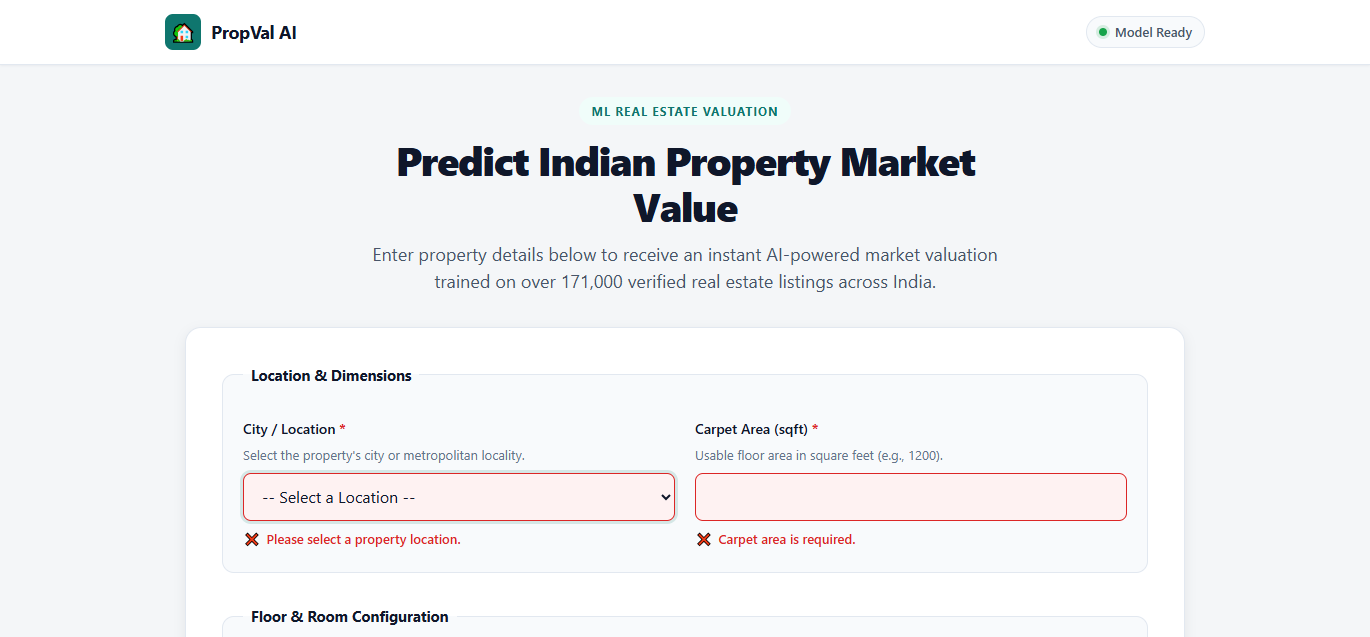 PropVal AI
Model Ready
ML REAL ESTATE VALUATION
Predict Indian Property Market
Value
Enter property details below to receive an instant AI-powered market valuation
trained on over 171,000 verified real estate listings across India.
Location & Dimensions
City / Location *
Select the property's city or metropolitan locality.
-- Select a Location --
Please select a property location.
Carpet Area (sqft) *
Usable floor area in square feet (e.g., 1200).
Carpet area is required.
Floor & Room Configuration